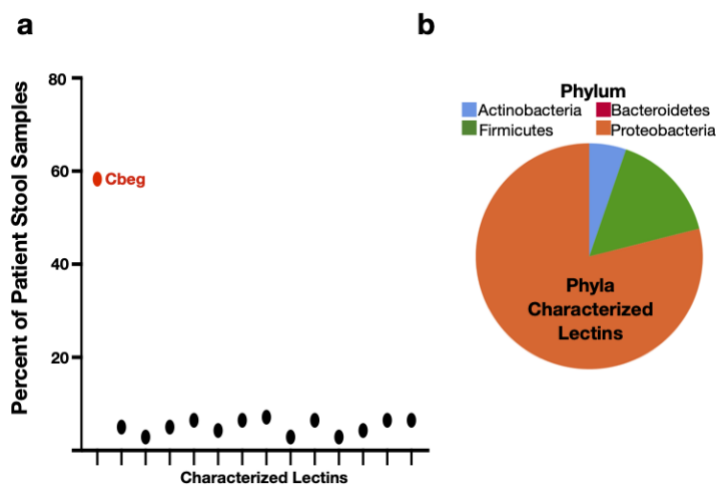 a
Percent of Patient Stool Samples
80
60
40
20
Cbeg
Characterized Lectins
b
Phylum
Actinobacteria Bacteroidetes
Firmicutes Proteobacteria
Phyla
Characterized
Lectins